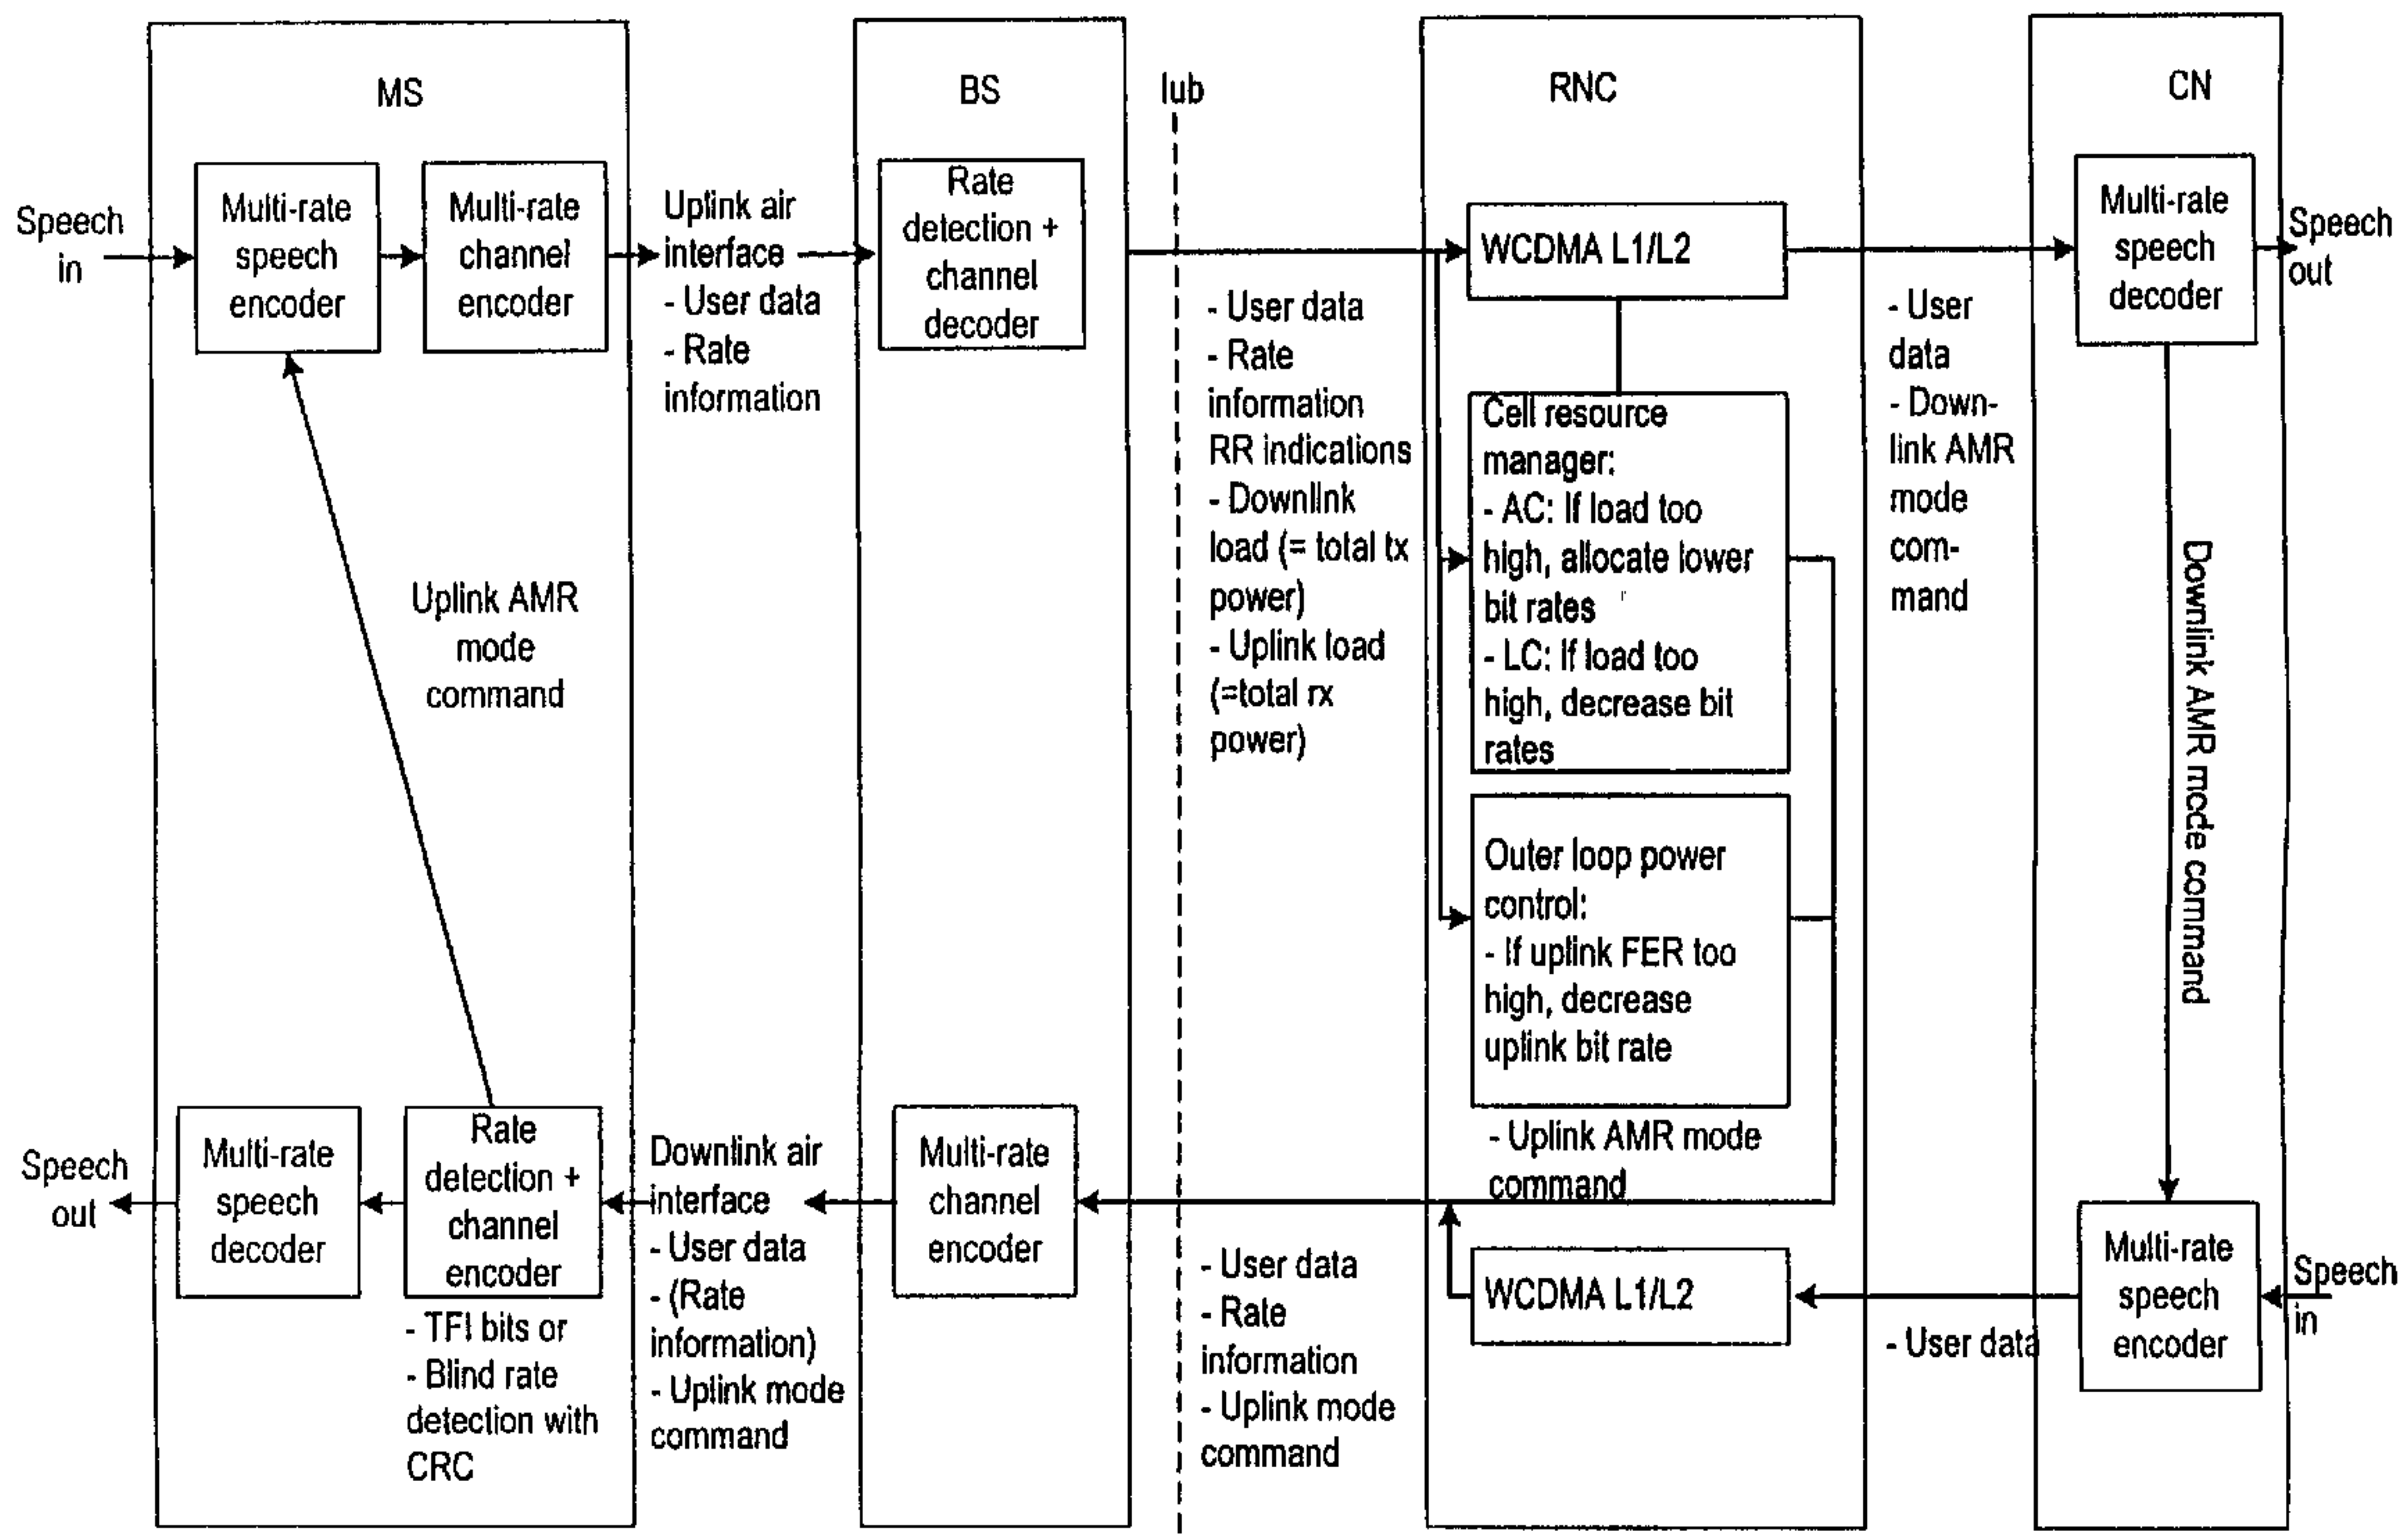 MS
BS
Iub
RNC
CN
Speech
in
Multi-rate
speech
encoder
Multi-rate
channel
encoder
Uplink air
interface
- User data
- Rate
information
Rate
detection +
channel
decoder
- User data
- Rate
information
RR indications
- Downlink
load (= total tx
power)
- Uplink load
(=total rx
power)
WCDMA L1/L2
Cell resource
manager:
- AC: If load too
high, allocate lower
bit rates
- LC: If load too
high, decrease bit
rates
Outer loop power
control:
- If uplink FER too
high, decrease
uplink bit rate
- Uplink AMR mode
command
- User
data
- Down-
link AMR
mode
com-
mand
Multi-rate
speech
decoder
Speech
out
Downlink AMR mode command
Uplink AMR
mode
command
Speech
out
Multi-rate
speech
decoder
Rate
detection +
channel
encoder
- TFI bits or
- Blind rate
detection with
CRC
Downlink air
interface
- User data
- (Rate
information)
- Uplink mode
command
Multi-rate
channel
encoder
- User data
- Rate
information
- Uplink mode
command
WCDMA L1/L2
- User data
Multi-rate
speech
encoder
Speech
in